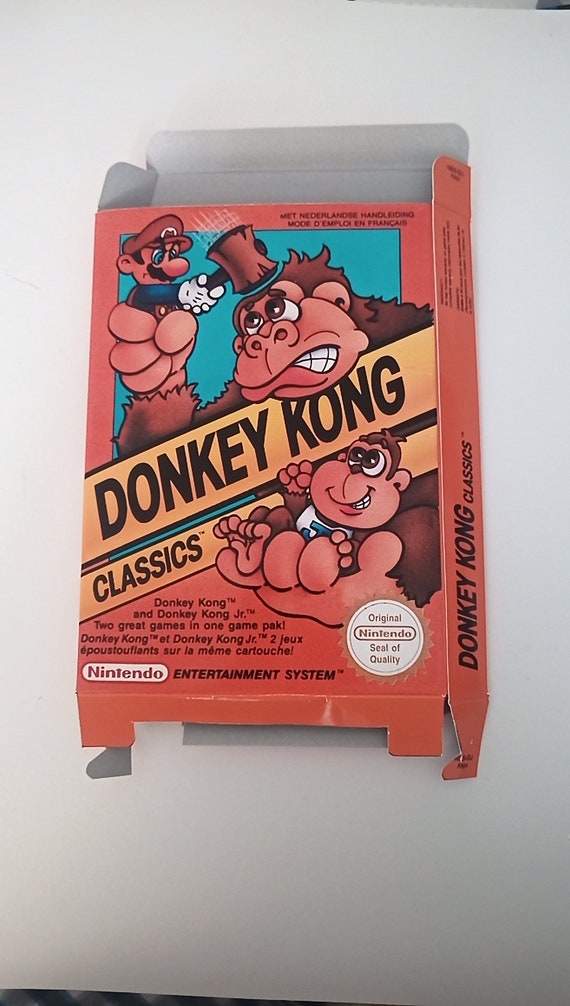 MET NEDERLANDSE HANDLEIDING
MODE D'EMPLOI EN FRANÇAIS
DONKEY KONG
CLASSICS™
Donkey Kong™
and Donkey Kong Jr.™
Two great games in one game pak!
Donkey Kong™ et Donkey Kong Jr.™ 2 jeux
époustouflants sur la même cartouche!
Nintendo ENTERTAINMENT SYSTEM™
Original
Nintendo
Seal of
Quality
DONKEY KONG CLASSICS™